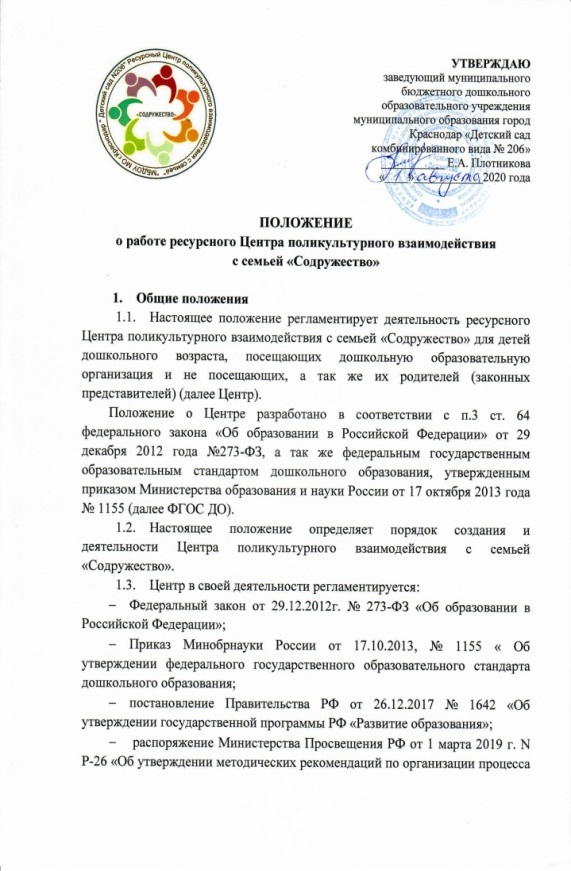 Детский сад №206" Ресурсный Центр поликультурного взаимодействия с семьей" "МБДОУ МО г.Краснодар "
«СОДРУЖЕСТВО»
УТВЕРЖДАЮ
заведующий муниципального
бюджетного дошкольного
образовательного учреждения
муниципального образования город
Краснодар «Детский сад
комбинированного вида № 206»
Е.А. Плотникова
августа 2020 года
ПОЛОЖЕНИЕ
о работе ресурсного Центра поликультурного взаимодействия
с семьей «Содружество»
1. Общие положения
1.1. Настоящее положение регламентирует деятельность ресурсного
Центра поликультурного взаимодействия с семьей «Содружество» для детей
дошкольного возраста, посещающих дошкольную образовательную
организация и не посещающих, а так же их родителей (законных
представителей) (далее Центр).
Положение о Центре разработано в соответствии с п.3 ст. 64
федерального закона «Об образовании в Российской Федерации» от 29
декабря 2012 года №273-ФЗ, а так же федеральным государственным
образовательным стандартом дошкольного образования, утвержденным
приказом Министерства образования и науки России от 17 октября 2013 года
№ 1155 (далее ФГОС ДО).
1.2. Настоящее положение определяет порядок создания и
деятельности Центра поликультурного взаимодействия с семьей
«Содружество».
1.3. Центр в своей деятельности регламентируется:
– Федеральный закон от 29.12.2012г. № 273-ФЗ «Об образовании в
Российской Федерации»;
– Приказ Минобрнауки России от 17.10.2013, № 1155 « Об
утверждении федерального государственного образовательного стандарта
дошкольного образования;
– постановление Правительства РФ от 26.12.2017 № 1642 «Об
утверждении государственной программы РФ «Развитие образования»;
– распоряжение Министерства Просвещения РФ от 1 марта 2019 г. N
Р-26 «Об утверждении методических рекомендаций по организации процесса